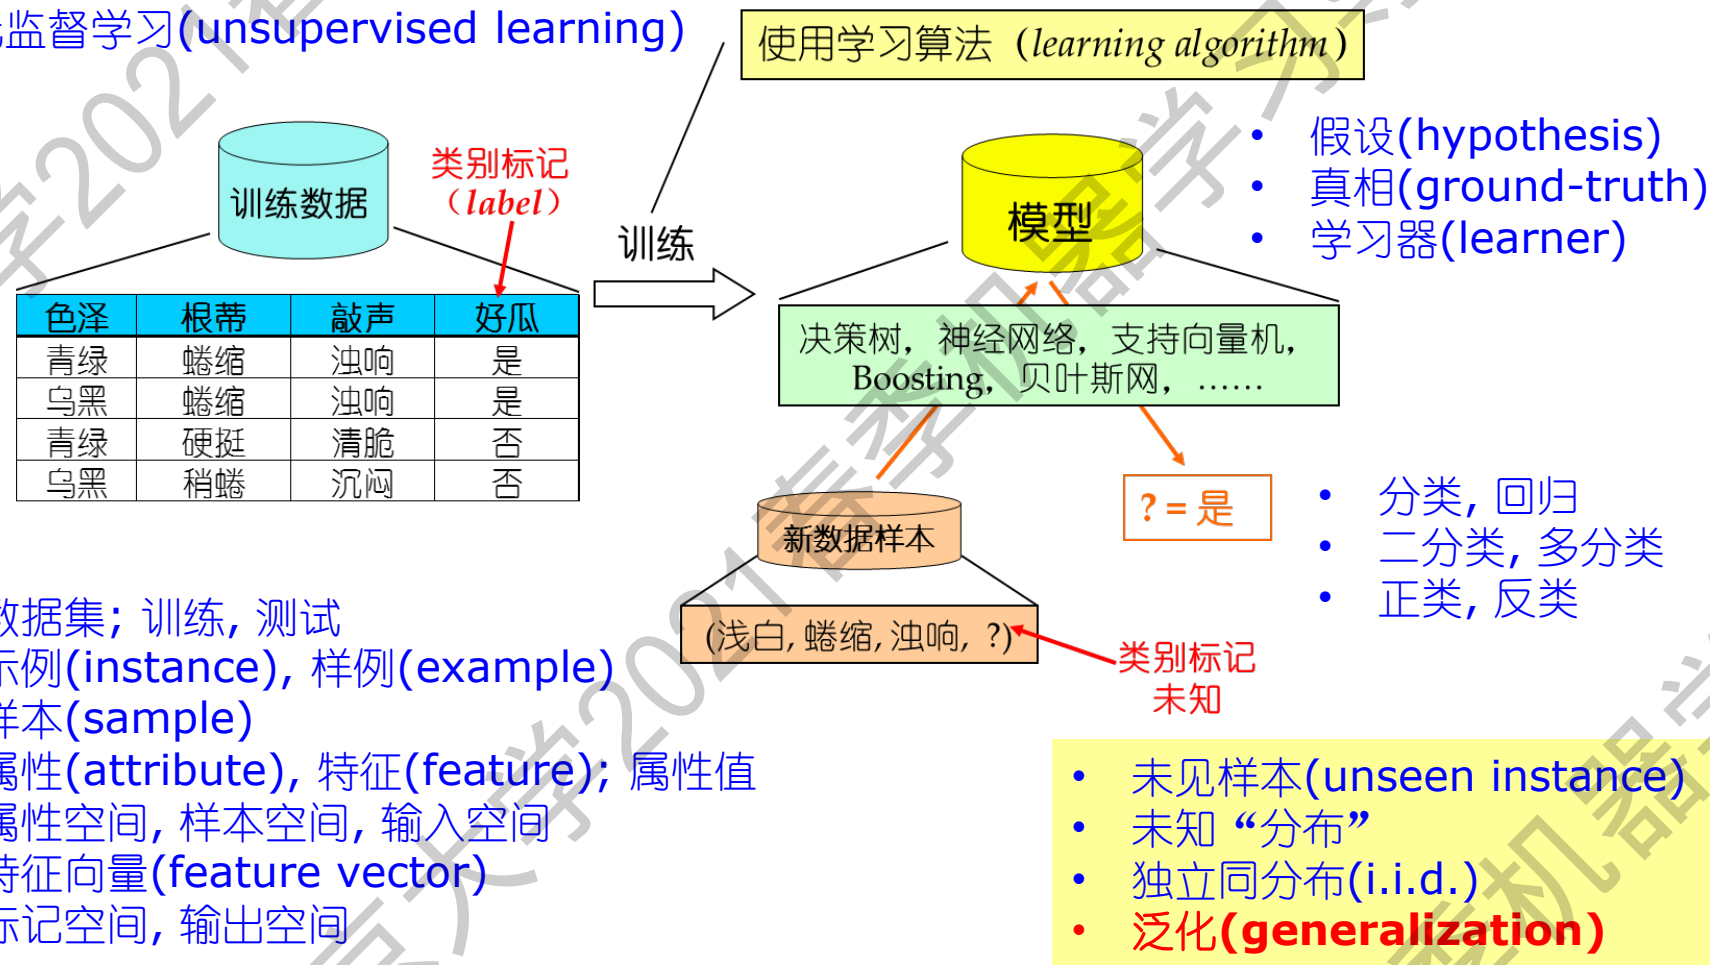 监督学习(unsupervised learning)
使用学习算法（learning algorithm）
训练数据
类别标记
（label）
训练
模型
• 假设(hypothesis)
• 真相(ground-truth)
• 学习器(learner)
色泽 根蒂 敲声 好瓜
青绿 蜷缩 浊响 是
乌黑 蜷缩 浊响 是
青绿 硬挺 清脆 否
乌黑 稍蜷 沉闷 否
决策树，神经网络，支持向量机，
Boosting，贝叶斯网，……
? = 是
• 分类, 回归
• 二分类, 多分类
• 正类, 反类
新数据样本
(浅白, 蜷缩, 浊响, ?)
类别标记
未知
数据集; 训练, 测试
示例(instance), 样例(example)
样本(sample)
属性(attribute), 特征(feature); 属性值
属性空间, 样本空间, 输入空间
特征向量(feature vector)
标记空间, 输出空间
• 未见样本(unseen instance)
• 未知“分布”
• 独立同分布(i.i.d.)
• 泛化(generalization)